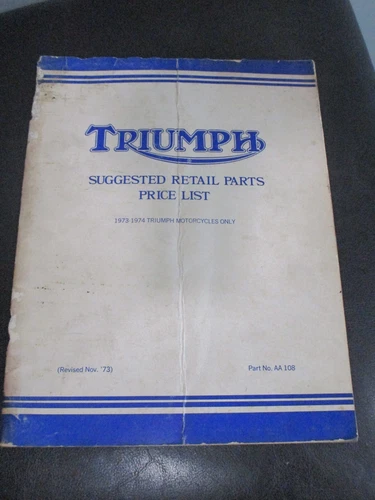 TRIUMPH
SUGGESTED RETAIL PARTS
PRICE LIST
1973-1974 TRIUMPH MOTORCYCLES ONLY
(Revised Nov. '73)
Part No. AA 108